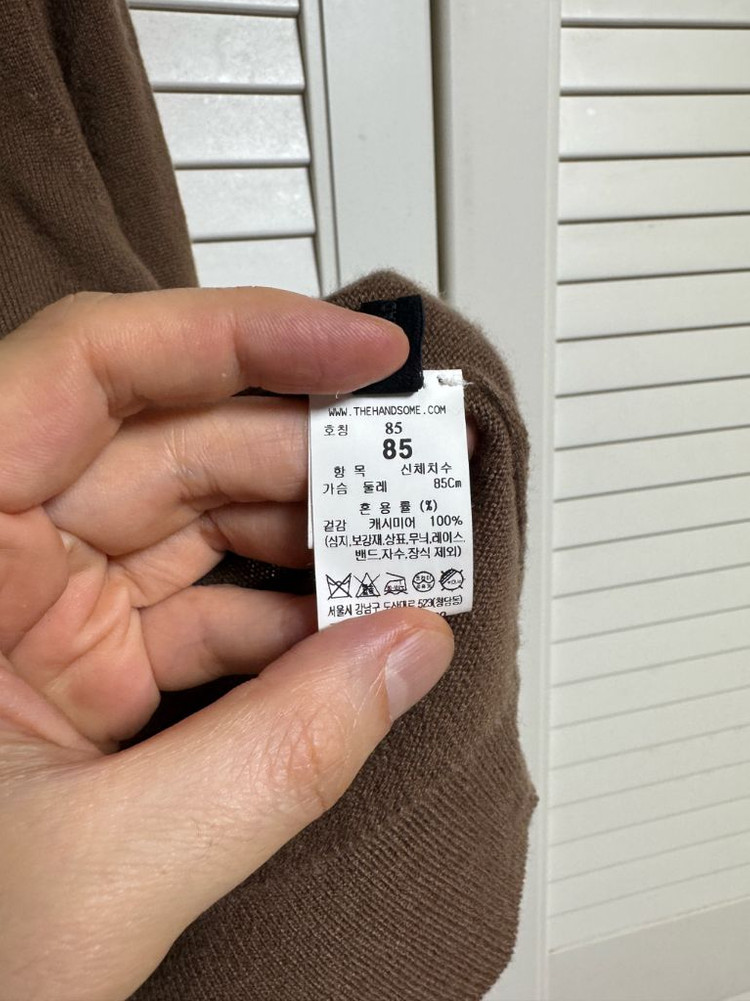 WWW.THEHANDSOME.COM
호칭 85
85
항 목 신체치수
가슴 둘레 85Cm
혼 용 률 (%)
겉감 캐시미어 100%
(심지,보강재,상표,무늬,레이스,
밴드,자수,장식 제외)
서울시 강남구 도산대로 523(청담동)